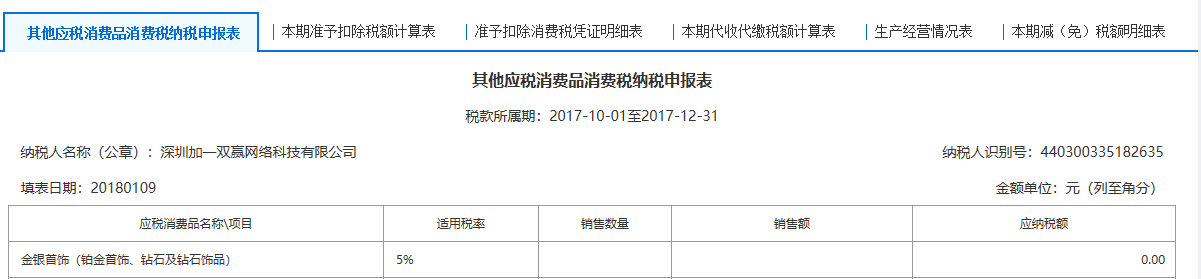 其他应税消费品消费税纳税申报表 本期准予扣除税额计算表 准予扣除消费税凭证明细表 本期代收代缴税额计算表 生产经营情况表 本期减（免）税额明细表
其他应税消费品消费税纳税申报表
税款所属期：2017-10-01至2017-12-31
纳税人名称（公章）：深圳加一双赢网络科技有限公司 纳税人识别号：440300335182635
填表日期：20180109 金额单位：元（列至角分）
应税消费品名称\项目 适用税率 销售数量 销售额 应纳税额
金银首饰（铂金首饰、钻石及钻石饰品） 5% 0.00